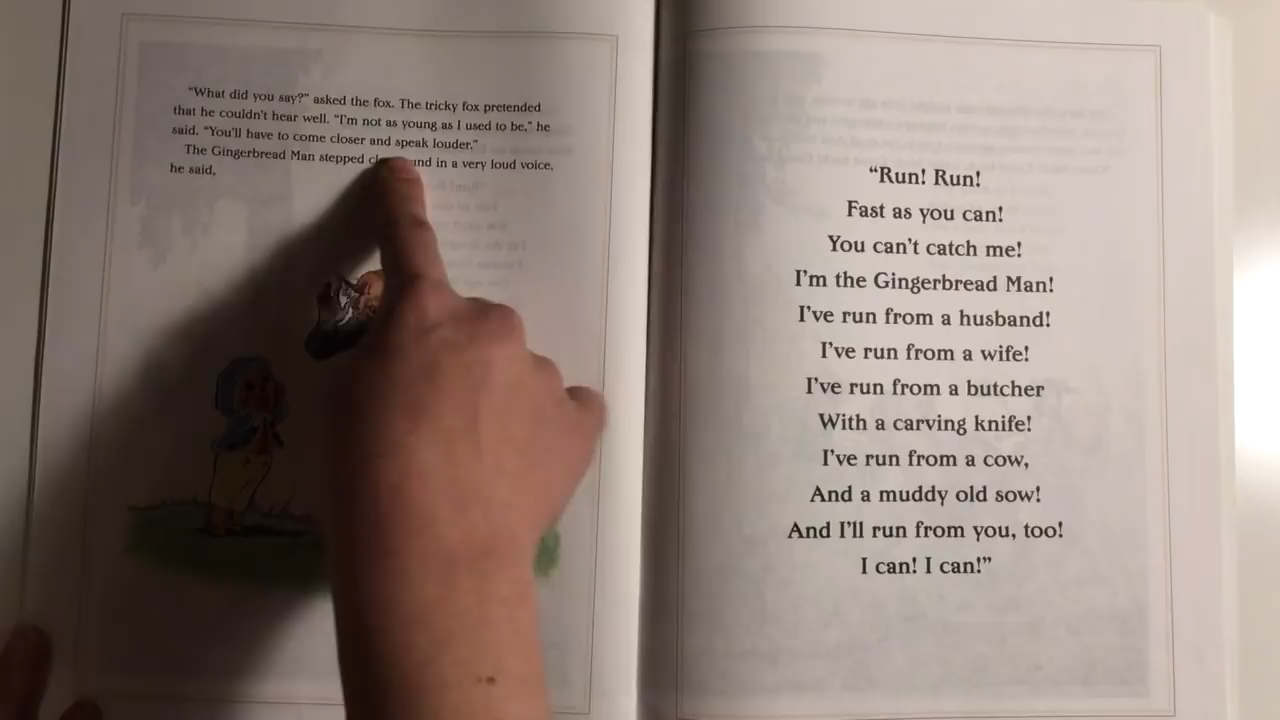 "What did you say?" asked the fox. The tricky fox pretended
that he couldn't hear well. "I'm not as young as I used to be," he
said. "You'll have to come closer and speak louder."
The Gingerbread Man stepped and in a very loud voice,
he said,
"Run! Run!
Fast as you can!
You can't catch me!
I'm the Gingerbread Man!
I've run from a husband!
I've run from a wife!
I've run from a butcher
With a carving knife!
I've run from a cow,
And a muddy old sow!
And I'll run from you, too!
I can! I can!"